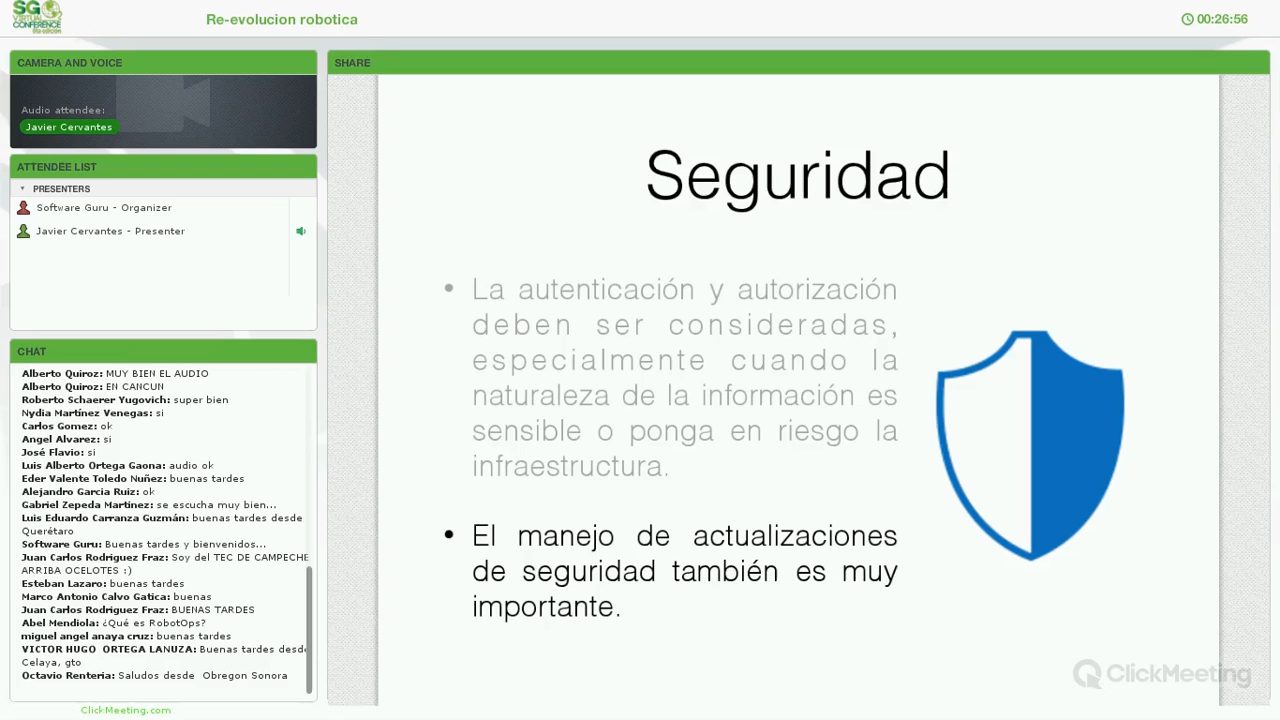 SG
VIRTUAL
CONFERENCE
Re-evolucion robotica
00:26:56
CAMERA AND VOICE
Audio attendee:
Javier Cervantes
ATTENDEE LIST
PRESENTERS
Software Guru - Organizer
Javier Cervantes - Presenter
CHAT
Alberto Quiroz: MUY BIEN EL AUDIO
Alberto Quiroz: EN CANCUN
Roberto Schaerer Yugovich: super bien
Nydia Martínez Venegas: si
Carlos Gomez: ok
Angel Alvarez: si
José Flavio: si
Luis Alberto Ortega Gaona: audio ok
Eder Valente Toledo Nuñez: buenas tardes
Alejandro Garcia Ruiz: ok
Gabriel Zepeda Martinez: se escucha muy bien...
Luis Eduardo Carranza Guzmán: buenas tardes desde
Querétaro
Software Guru: Buenas tardes y bienvenidos...
Juan Carlos Rodriguez Fraz: Soy del TEC DE CAMPECHE
ARRIBA OCELOTES :)
Esteban Lazaro: buenas tardes
Marco Antonio Calvo Gatica: buenas
Juan Carlos Rodriguez Fraz: BUENAS TARDES
Abel Mendiola: ¿Qué es RobotOps?
miguel angel anaya cruz: buenas tardes
VICTOR HUGO ORTEGA LANUZA: Buenas tardes desde
Celaya, gto
Octavio Renteria: Saludos desde Obregon Sonora
ClickMeeting.com
SHARE
Seguridad
• La autenticación y autorización
deben ser consideradas,
especialmente cuando la
naturaleza de la información es
sensible o ponga en riesgo la
infraestructura.
• El manejo de actualizaciones
de seguridad también es muy
importante.
ClickMeeting